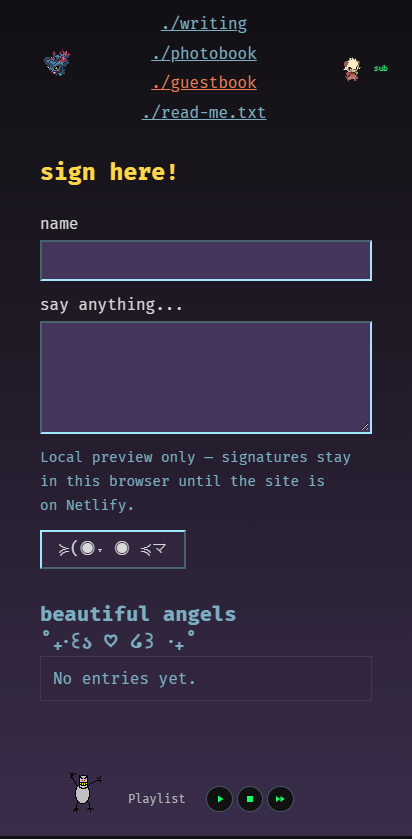 ./writing
./photobook
./guestbook
./read-me.txt
sub
sign here!
name
say anything...
Local preview only — signatures stay
in this browser until the site is
on Netlify.
⪼(◉․ ◉ ⪻マ
beautiful angels
˚₊‧꒰ა ♡ ໒꒱ ‧₊˚
No entries yet.
Playlist